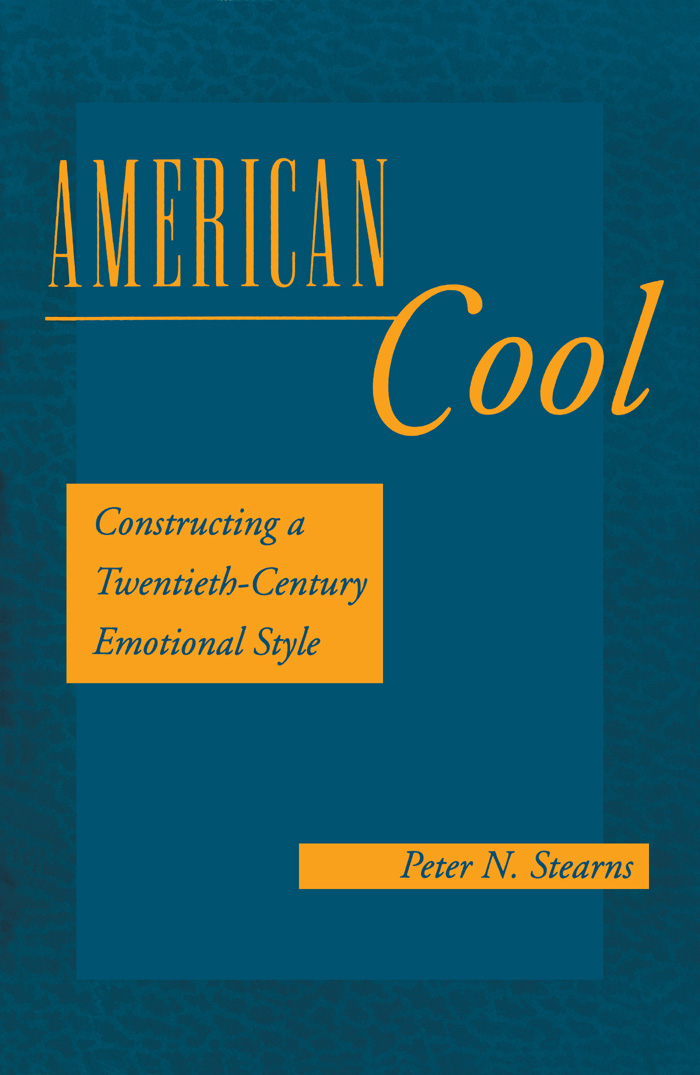 AMERICAN
Cool
Constructing a
Twentieth-Century
Emotional Style
Peter N. Stearns